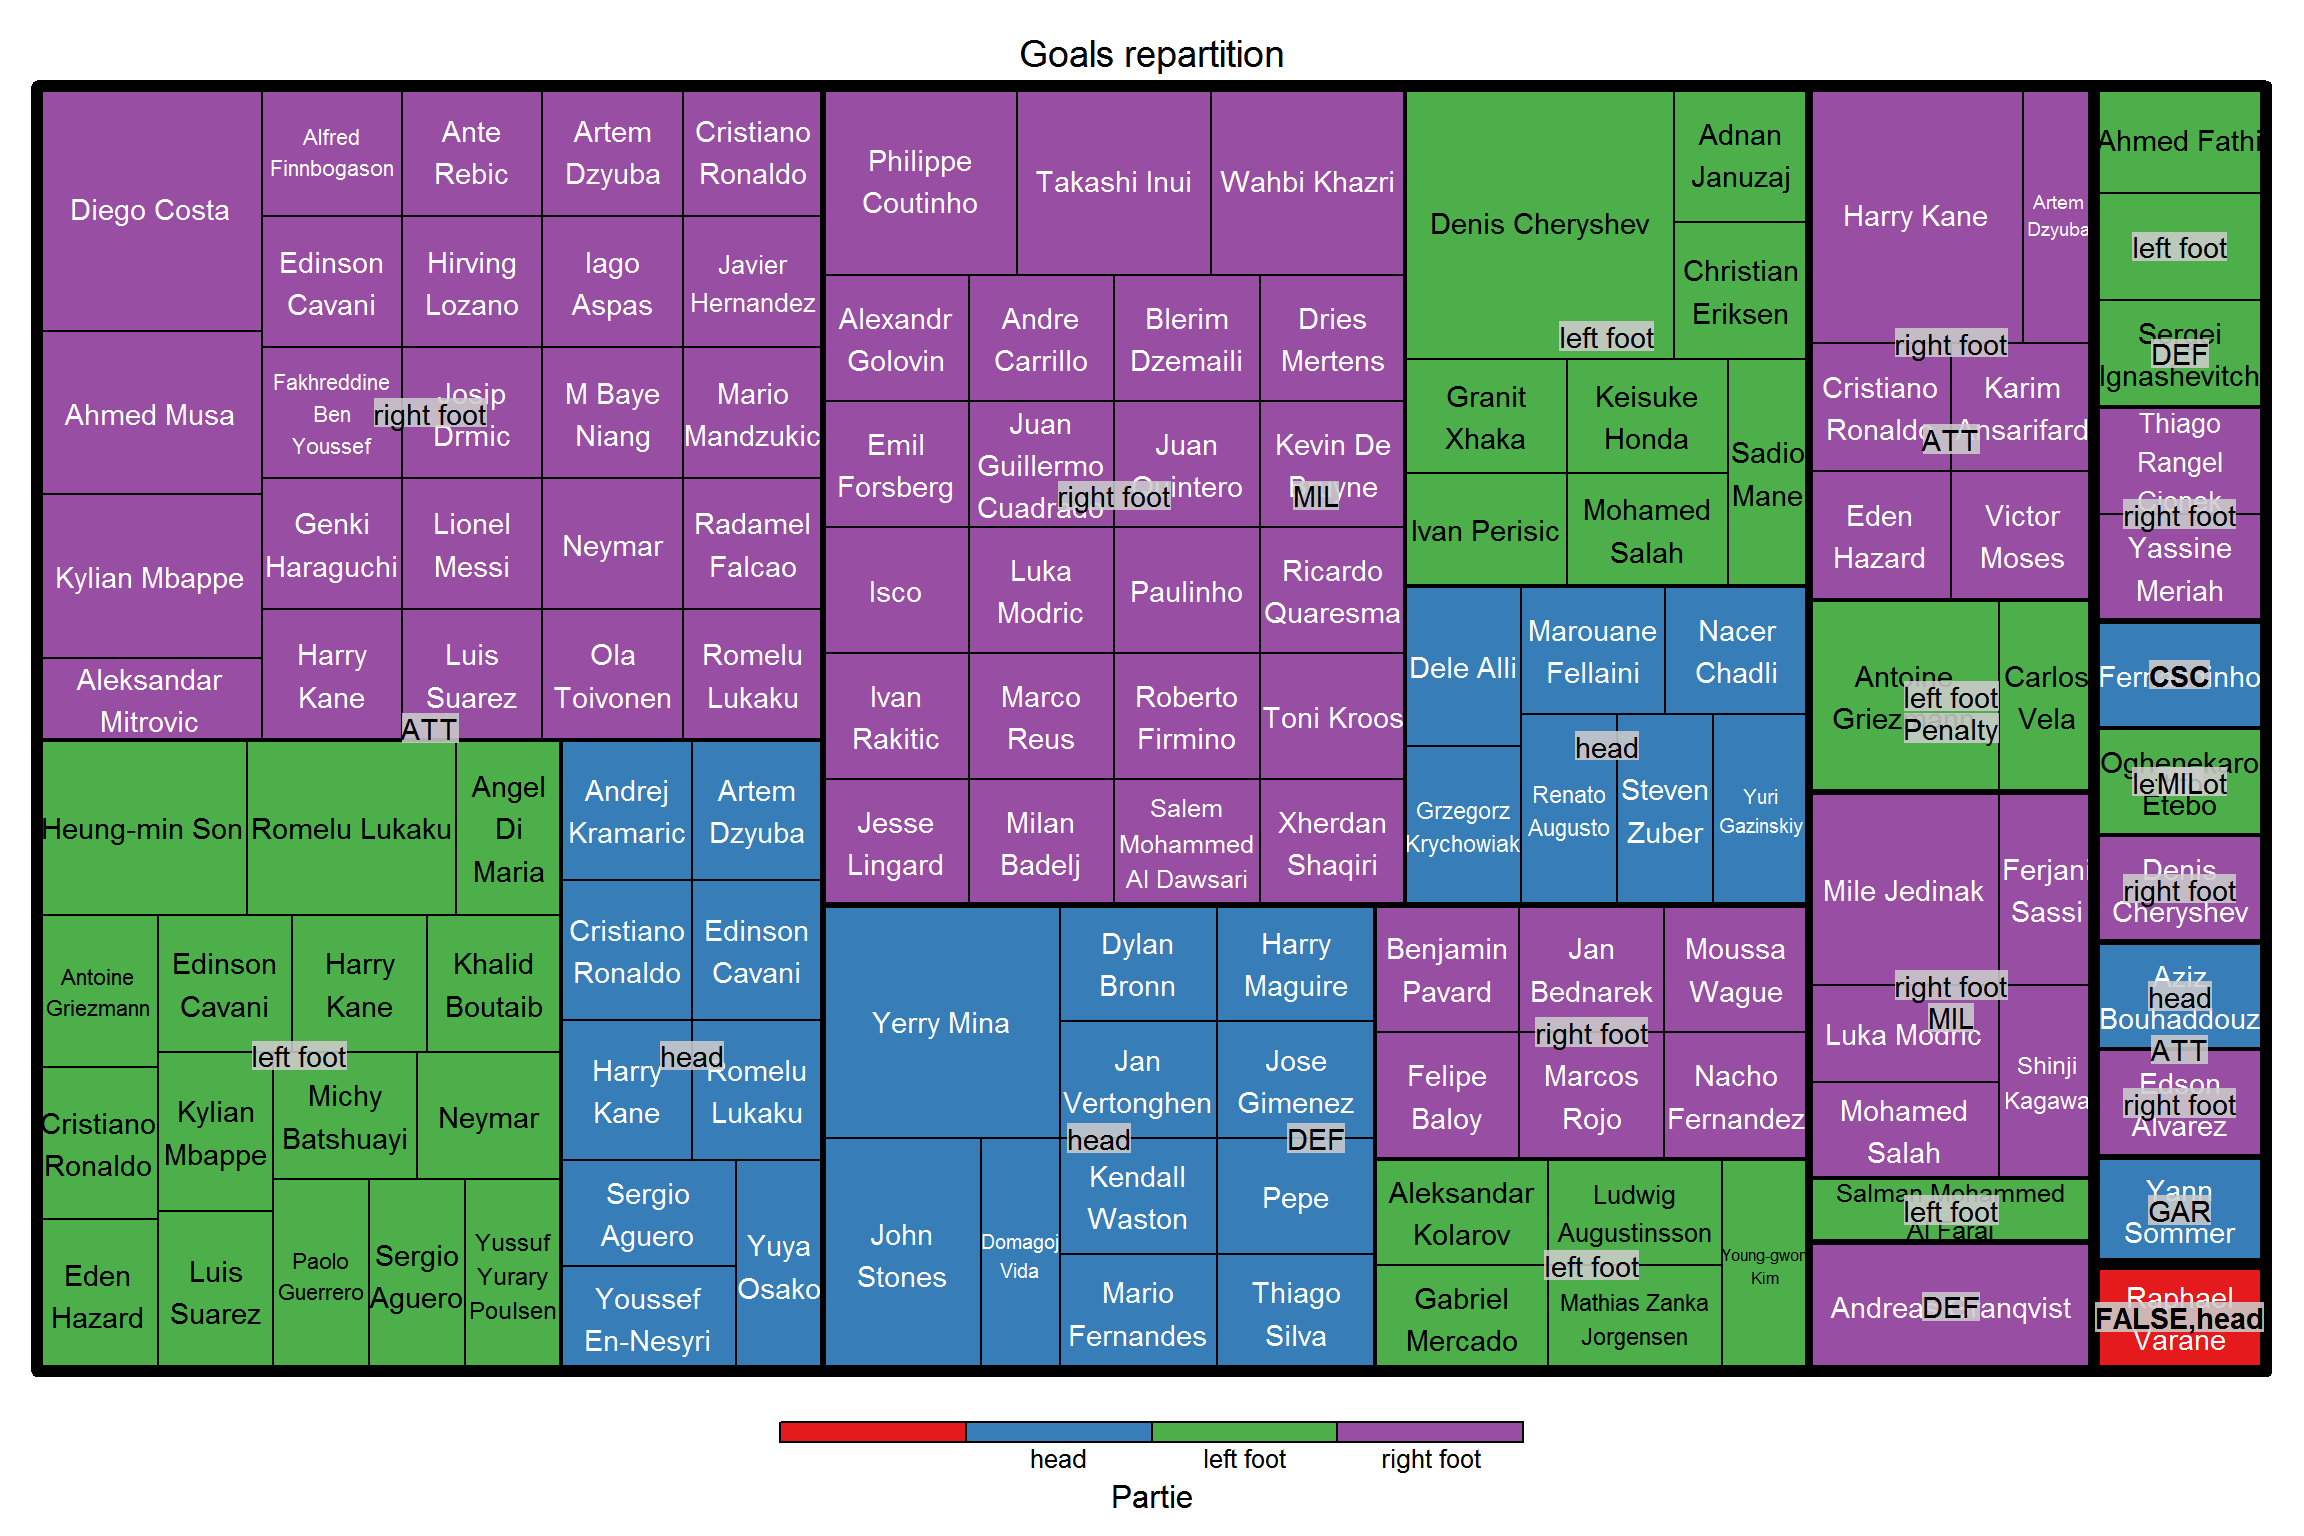 Goals repartition
Diego Costa
Ahmed Musa
Kylian Mbappe
Aleksandar
Mitrovic
Alfred
Finnbogason
Ante
Rebic
Artem
Dzyuba
Cristiano
Ronaldo
Edinson
Cavani
Hirving
Lozano
Iago
Aspas
Javier
Hernandez
Fakhreddine
Ben
Youssef
Josip
Drmic
right foot
M Baye
Niang
Mario
Mandzukic
Genki
Haraguchi
Lionel
Messi
Neymar
Radamel
Falcao
Harry
Kane
Luis
Suarez
Ola
Toivonen
Romelu
Lukaku
ATT
Heung-min Son
Romelu Lukaku
Angel
Di
Maria
Antoine
Griezmann
Edinson
Cavani
Harry
Kane
Khalid
Boutaib
left foot
Cristiano
Ronaldo
Kylian
Mbappe
Michy
Batshuayi
Neymar
Eden
Hazard
Luis
Suarez
Paolo
Guerrero
Sergio
Aguero
Yussuf
Yurary
Poulsen
Andrej
Kramaric
Artem
Dzyuba
Cristiano
Ronaldo
Edinson
Cavani
Harry
Kane
head
Romelu
Lukaku
Sergio
Aguero
Youssef
En-Nesyri
Yuya
Osako
Philippe
Coutinho
Takashi Inui
Wahbi Khazri
Alexandr
Golovin
Andre
Carrillo
Blerim
Dzemaili
Dries
Mertens
Emil
Forsberg
Juan
Guillermo
Cuadrado
Juan
Quintero
right foot
Kevin De
Bruyne
MIL
Isco
Luka
Modric
Paulinho
Ricardo
Quaresma
Ivan
Rakitic
Marco
Reus
Roberto
Firmino
Toni Kroos
Jesse
Lingard
Milan
Badelj
Salem
Mohammed
Al Dawsari
Xherdan
Shaqiri
Denis Cheryshev
Adnan
Januzaj
Christian
Eriksen
left foot
Granit
Xhaka
Keisuke
Honda
Sadio
Mane
Ivan Perisic
Mohamed
Salah
Dele Alli
Marouane
Fellaini
Nacer
Chadli
head
Grzegorz
Krychowiak
Renato
Augusto
Steven
Zuber
Yuri
Gazinskiy
Yerry Mina
Dylan
Bronn
Harry
Maguire
Jan
Vertonghen
Jose
Gimenez
head
DEF
John
Stones
Domagoj
Vida
Kendall
Waston
Pepe
Mario
Fernandes
Thiago
Silva
Benjamin
Pavard
Jan
Bednarek
Moussa
Wague
right foot
Felipe
Baloy
Marcos
Rojo
Nacho
Fernandez
Aleksandar
Kolarov
Ludwig
Augustinsson
left foot
Gabriel
Mercado
Mathias Zanka
Jorgensen
Young-gwon
Kim
Harry Kane
Artem
Dzyuba
right foot
Cristiano
Ronaldo
Karim
Ansarifard
ATT
Eden
Hazard
Victor
Moses
Antoine
Griezmann
left foot
Penalty
Carlos
Vela
Mile Jedinak
Ferjani
Sassi
right foot
MIL
Luka Modric
Mohamed
Salah
Shinji
Kagawa
Salman Mohammed
left foot
Al Faraj
Andreas Granqvist
DEF
Ahmed Fathi
left foot
Sergei
DEF
Ignashevitch
Thiago
Rangel
Cionek
right foot
Yassine
Meriah
Fernandinho
CSC
Oghenekaro
MIL
Etebo
Denis
right foot
Cheryshev
Aziz
head
Bouhaddouz
ATT
Edson
right foot
Alvarez
Yann
GAR
Sommer
Raphael
FALSE,head
Varane
head
left foot
right foot
Partie